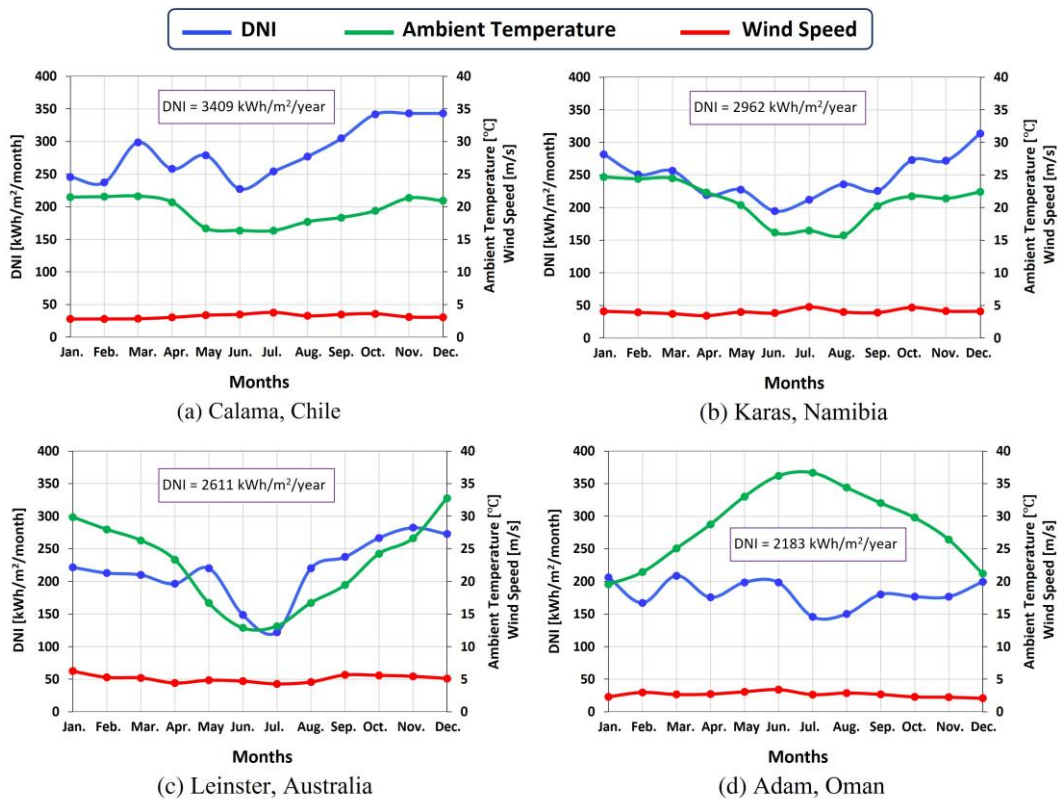 DNI Ambient Temperature Wind Speed
DNI = 3409 kWh/m²/year
DNI [kWh/m²/month]
400
350
300
250
200
150
100
50
0
40
35
30
25
20
15
10
5
0
Ambient Temperature [°C]
Wind Speed [m/s]
Jan. Feb. Mar. Apr. May Jun. Jul. Aug. Sep. Oct. Nov. Dec.
Months
(a) Calama, Chile
DNI = 2962 kWh/m²/year
DNI [kWh/m²/month]
400
350
300
250
200
150
100
50
0
40
35
30
25
20
15
10
5
0
Ambient Temperature [°C]
Wind Speed [m/s]
Jan. Feb. Mar. Apr. May Jun. Jul. Aug. Sep. Oct. Nov. Dec.
Months
(b) Karas, Namibia
DNI = 2611 kWh/m²/year
DNI [kWh/m²/month]
400
350
300
250
200
150
100
50
0
40
35
30
25
20
15
10
5
0
Ambient Temperature [°C]
Wind Speed [m/s]
Jan. Feb. Mar. Apr. May Jun. Jul. Aug. Sep. Oct. Nov. Dec.
Months
(c) Leinster, Australia
DNI = 2183 kWh/m²/year
DNI [kWh/m²/month]
400
350
300
250
200
150
100
50
0
40
35
30
25
20
15
10
5
0
Ambient Temperature [°C]
Wind Speed [m/s]
Jan. Feb. Mar. Apr. May Jun. Jul. Aug. Sep. Oct. Nov. Dec.
Months
(d) Adam, Oman